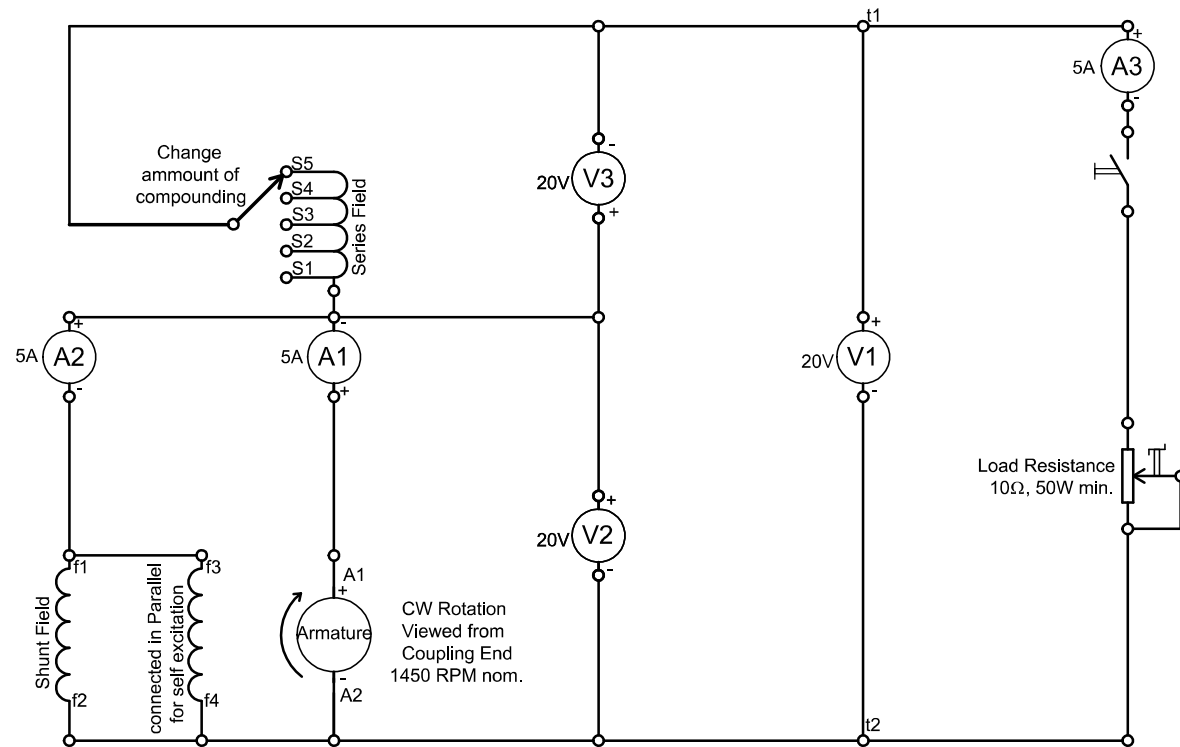 t1
+
A3
5A
-
Change
ammount of
compounding
S5
S4
S3
S2
S1
Series Field
-
V3
20V
+
+
A2
5A
-
-
A1
5A
+
+
V1
20V
-
Load Resistance
10Ω, 50W min.
+
V2
20V
-
f1
f2
Shunt Field
f3
f4
connected in Parallel
for self excitation
A1
+
Armature
-
A2
CW Rotation
Viewed from
Coupling End
1450 RPM nom.
t2